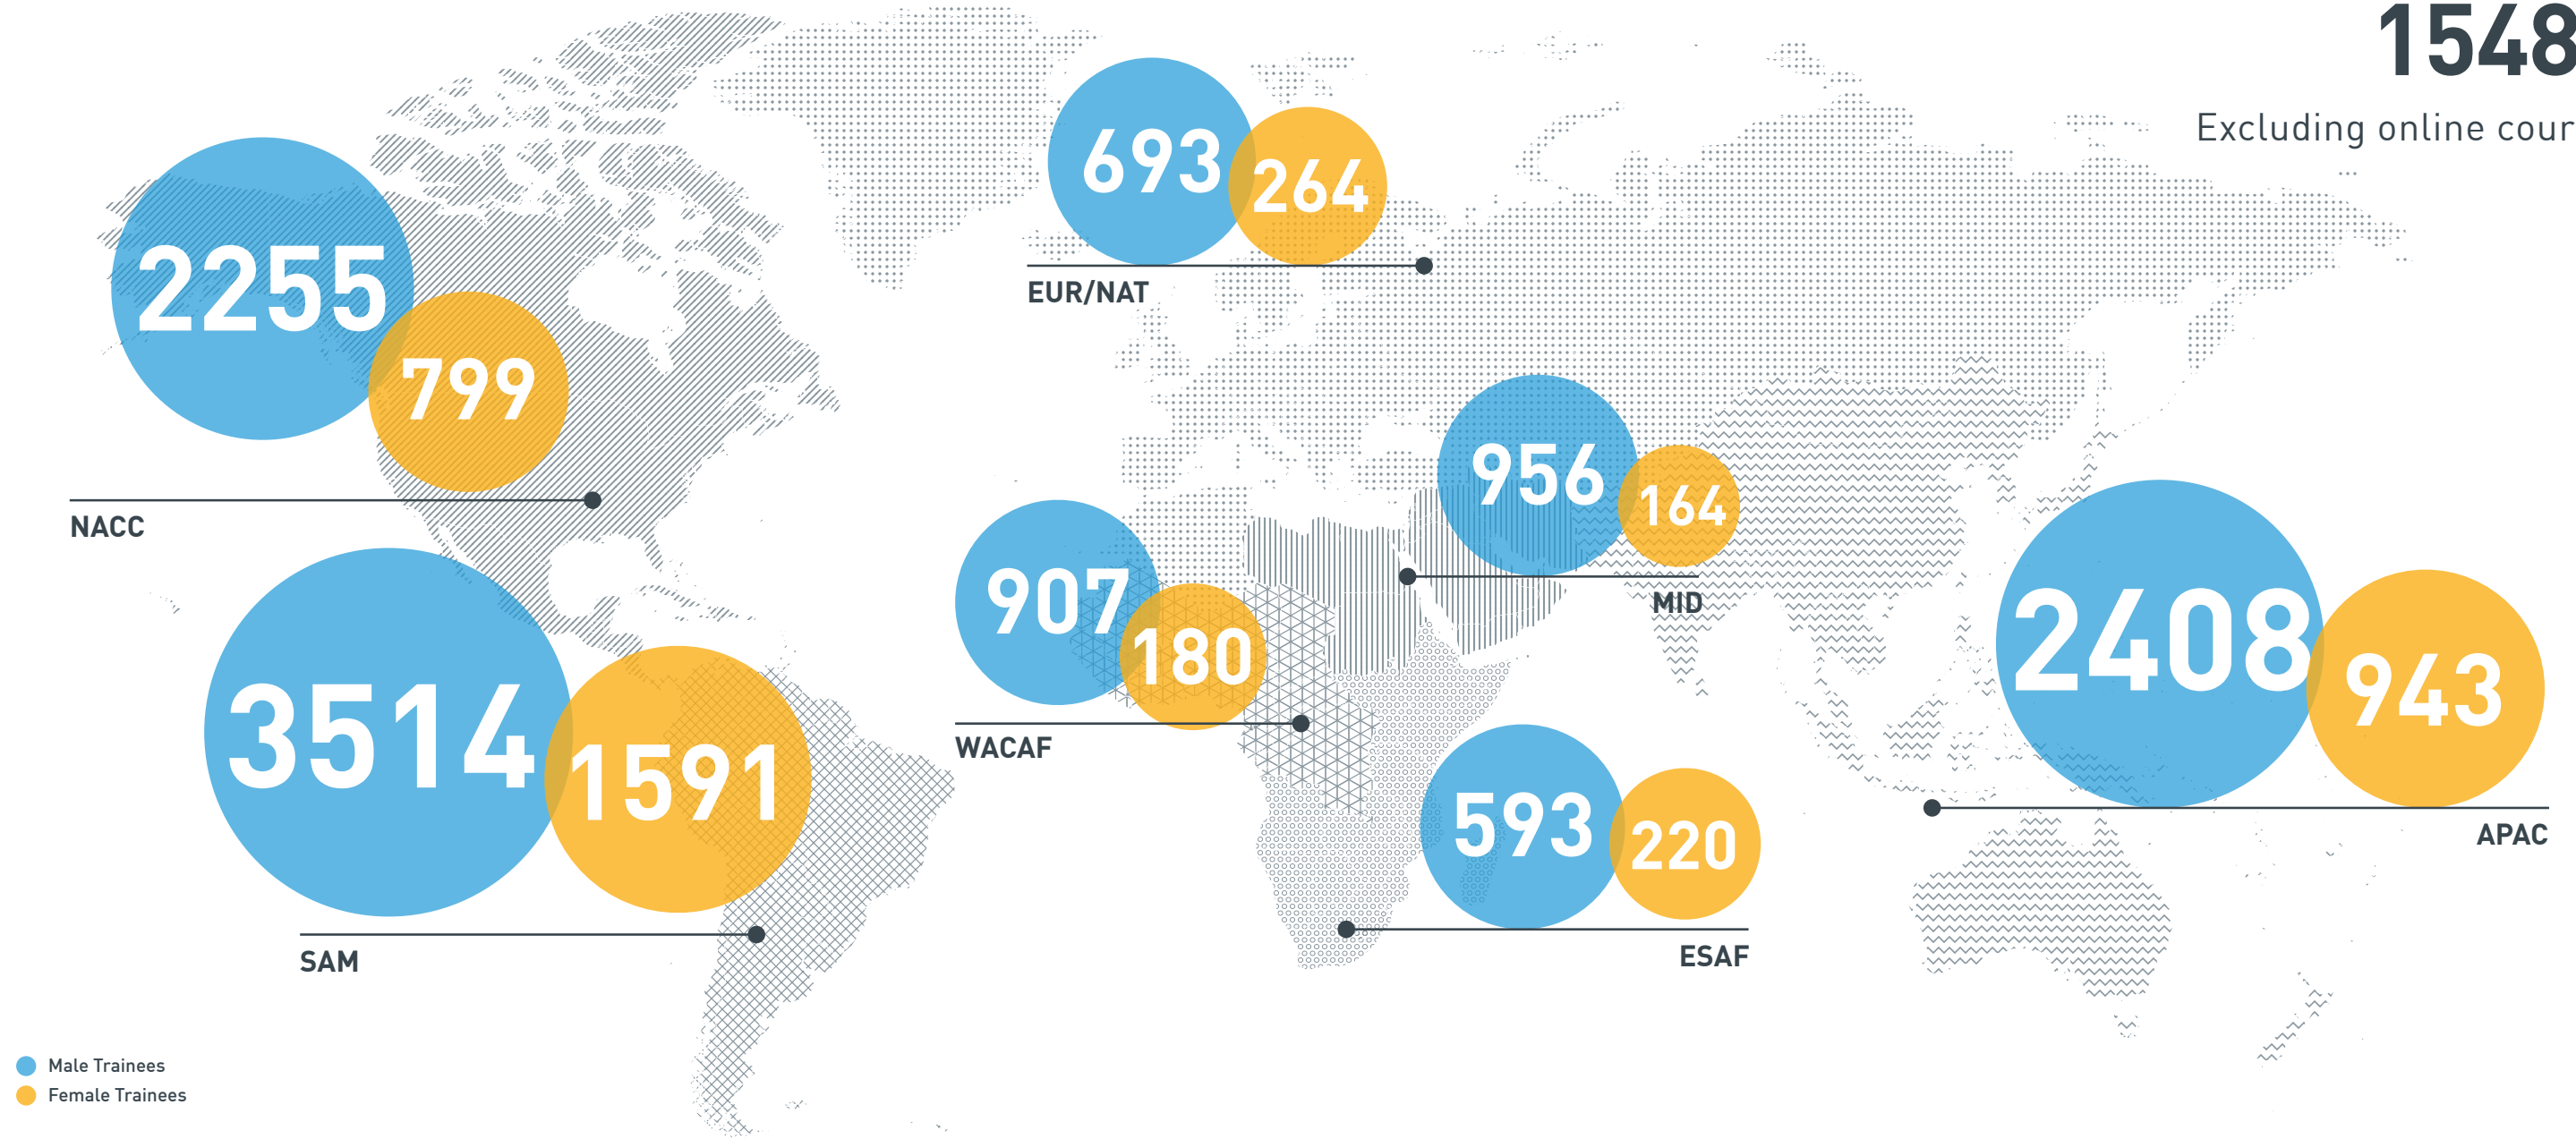 1548
Excluding online cour
693
264
EUR/NAT
2255
799
NACC
956
164
MID
907
180
WACAF
2408
943
APAC
3514
1591
SAM
593
220
ESAF
Male Trainees
Female Trainees